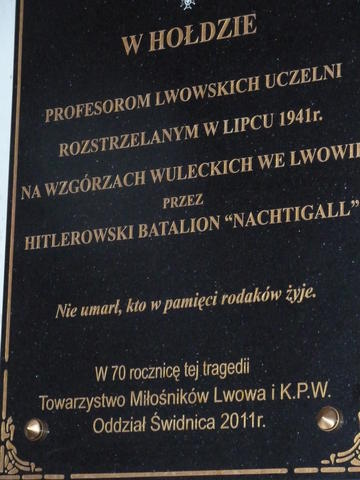 W HOŁDZIE
PROFESOROM LWOWSKICH UCZELNI
ROZSTRZELANYM W LIPCU 1941r.
NA WZGÓRZACH WULECKICH WE LWOWIE
PRZEZ
HITLEROWSKI BATALION “NACHTIGALL”
Nie umarł, kto w pamięci rodaków żyje.
W 70 rocznicę tej tragedii
Towarzystwo Miłośników Lwowa i K.P.W.
Oddział Świdnica 2011r.